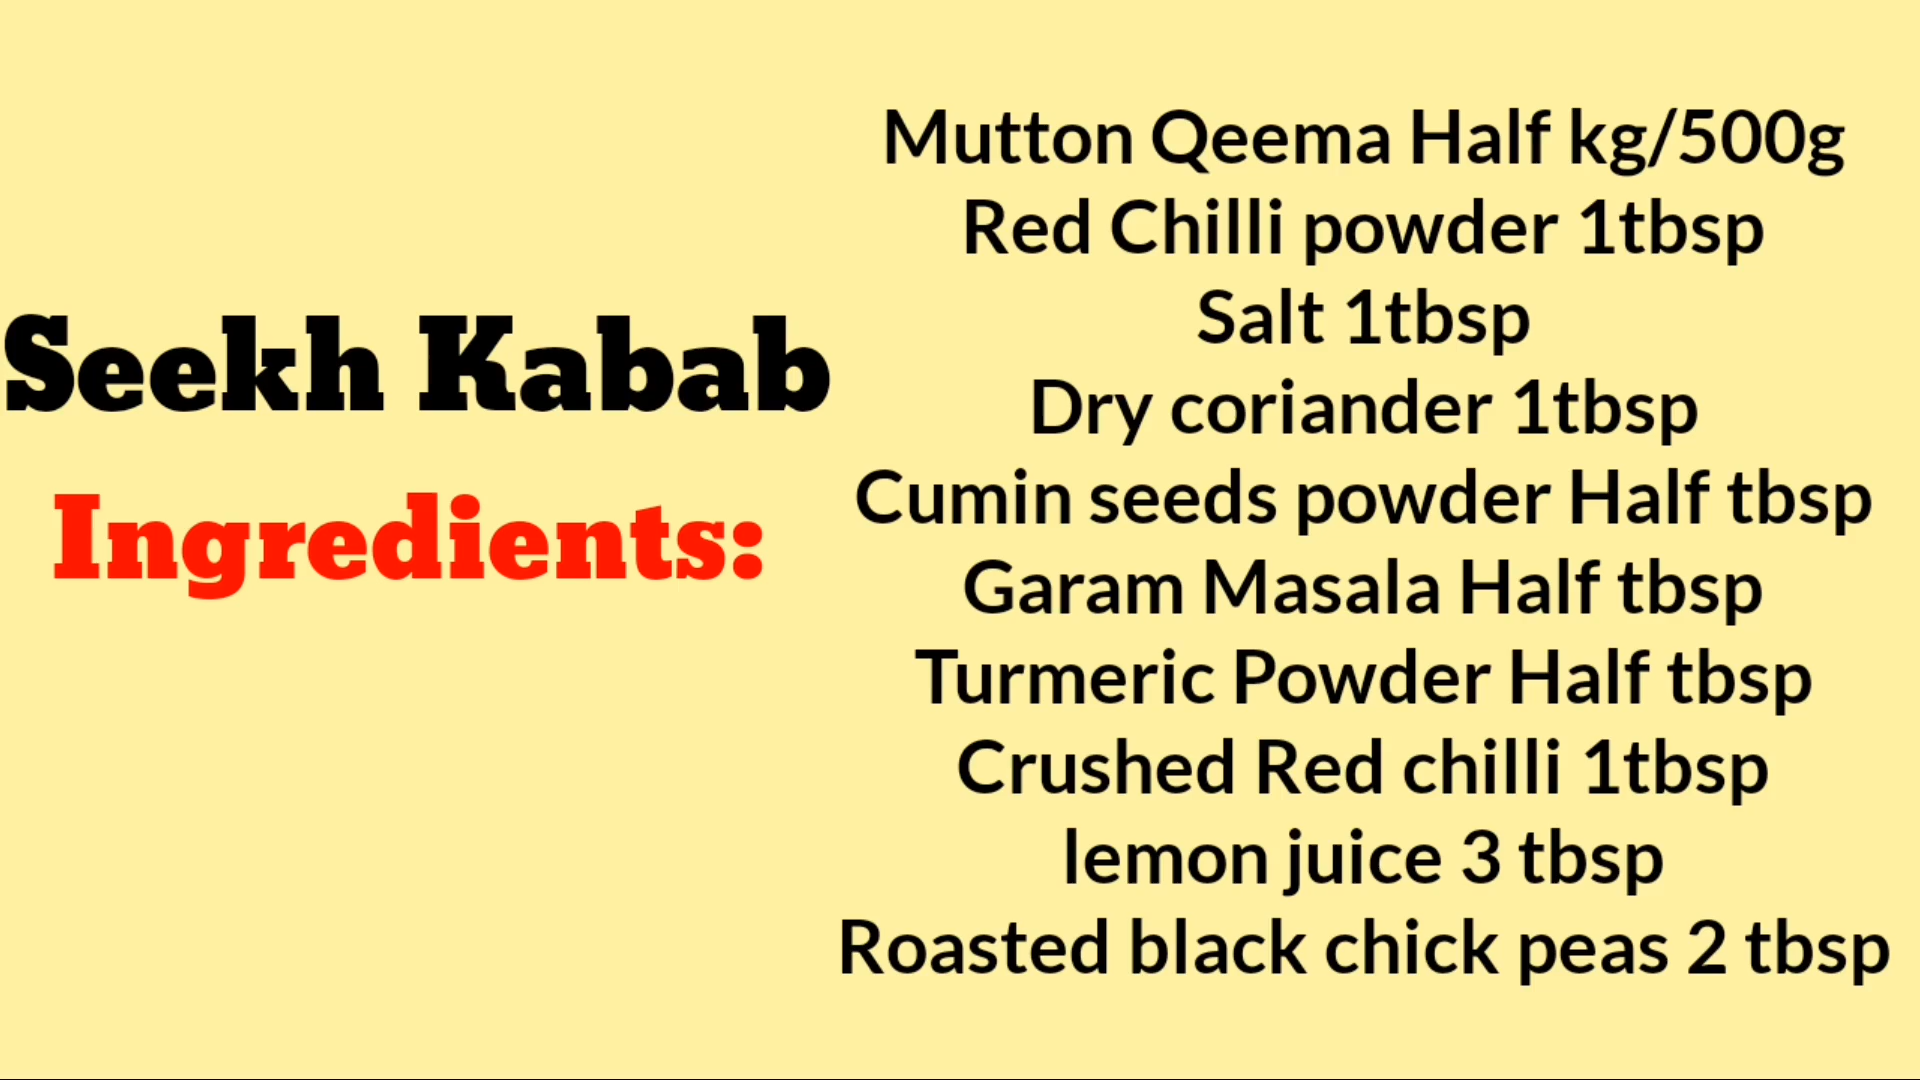 Seekh Kabab
Ingredients:
Mutton Qeema Half kg/500g
Red Chilli powder 1tbsp
Salt 1tbsp
Dry coriander 1tbsp
Cumin seeds powder Half tbsp
Garam Masala Half tbsp
Turmeric Powder Half tbsp
Crushed Red chilli 1tbsp
lemon juice 3 tbsp
Roasted black chick peas 2 tbsp